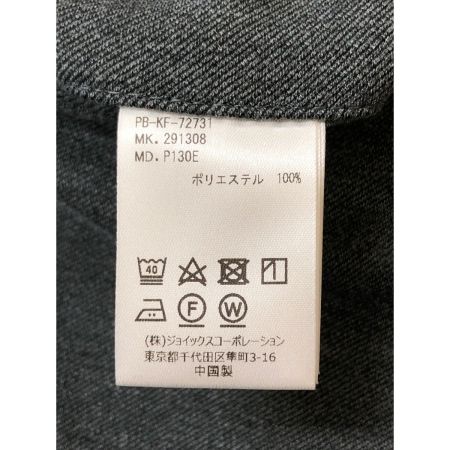 PB-KF-72731
MK. 291308
MD. P130E
ポリエステル 100%
40
F W
(株)ジョイックスコーポレーション
東京都千代田区隼町3-16
中国製